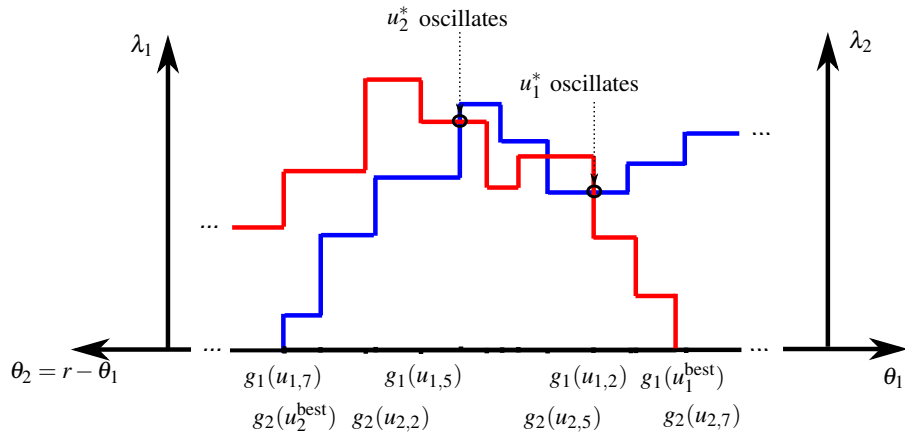 u₂* oscillates
λ₁
λ₂
u₁* oscillates
... ...
... ...
θ₂ = r − θ₁ g₁(u₁,₇) g₁(u₁,₅) g₁(u₁,₂) g₁(u₁^best) θ₁
g₂(u₂^best) g₂(u₂,₂) g₂(u₂,₅) g₂(u₂,₇)